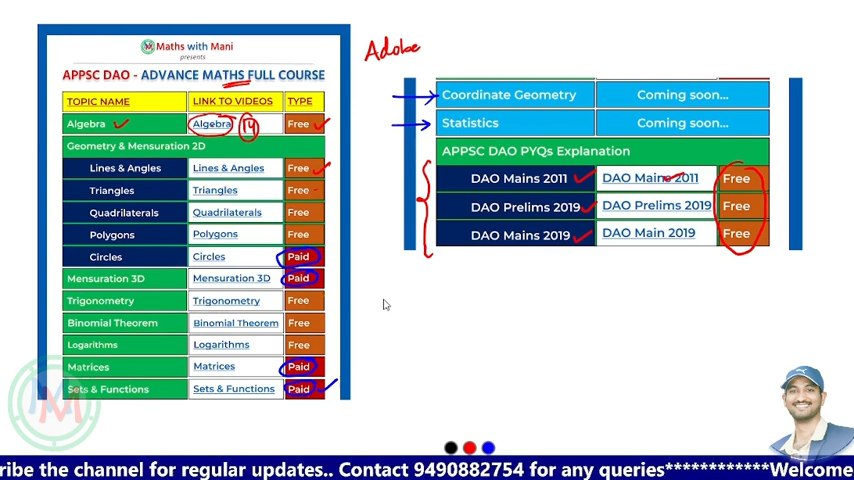 Maths with Mani
presents
APPSC DAO - ADVANCE MATHS FULL COURSE
TOPIC NAME LINK TO VIDEOS TYPE
Algebra Algebra 14 Free
Geometry & Mensuration 2D
Lines & Angles Lines & Angles Free
Triangles Triangles Free
Quadrilaterals Quadrilaterals Free
Polygons Polygons Free
Circles Circles Paid
Mensuration 3D Mensuration 3D Paid
Trigonometry Trigonometry Free
Binomial Theorem Binomial Theorem Free
Logarithms Logarithms Free
Matrices Matrices Paid
Sets & Functions Sets & Functions Paid
MM
Adobe
Coordinate Geometry Coming soon...
Statistics Coming soon...
APPSC DAO PYQs Explanation
DAO Mains 2011 DAO Mains 2011 Free
DAO Prelims 2019 DAO Prelims 2019 Free
DAO Mains 2019 DAO Main 2019 Free
ribe the channel for regular updates.. Contact 9490882754 for any queries************Welcome